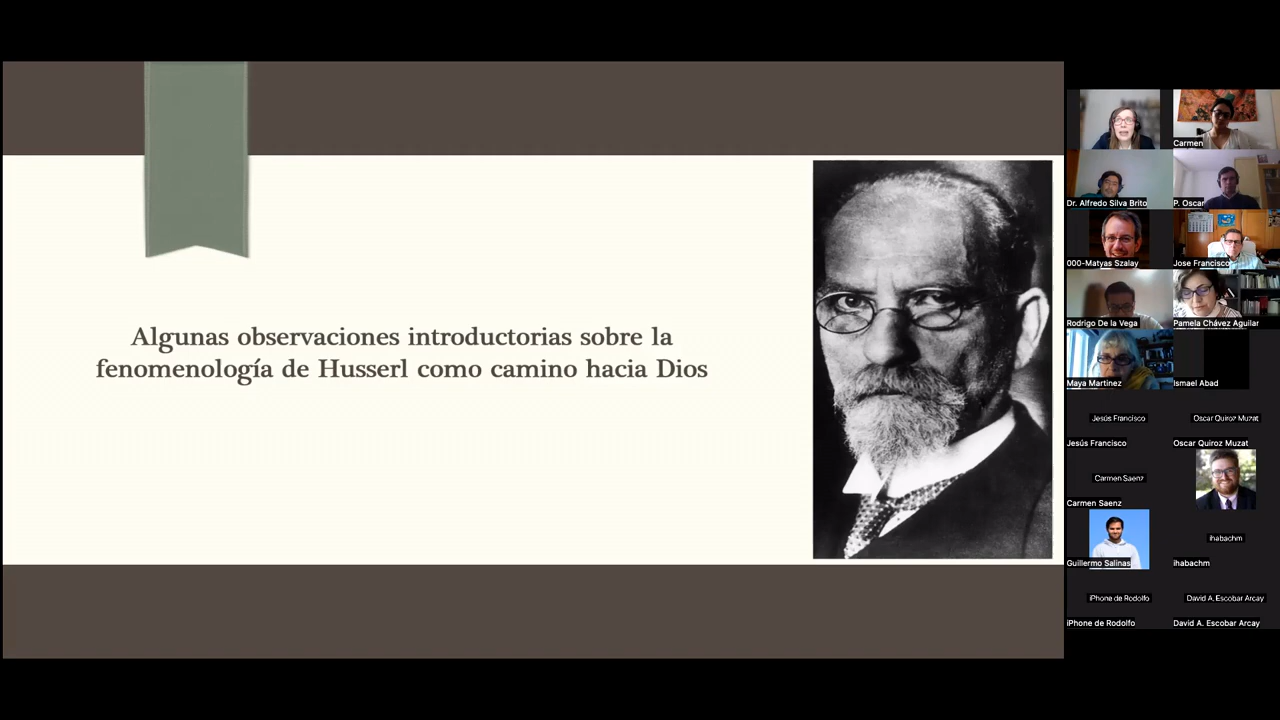 Algunas observaciones introductorias sobre la
fenomenología de Husserl como camino hacia Dios
Carmen
Dr. Alfredo Silva Brito
P. Oscar
000-Matyas Szalay
Jose Francisco
Rodrigo De la Vega
Pamela Chávez Aguilar
Maya Martinez
Ismael Abad
Jesús Francisco
Oscar Quiroz Muzat
Jesús Francisco
Oscar Quiroz Muzat
Carmen Saenz
Carmen Saenz
ihabachm
Guillermo Salinas
ihabachm
iPhone de Rodolfo
David A. Escobar Arcay
iPhone de Rodolfo
David A. Escobar Arcay